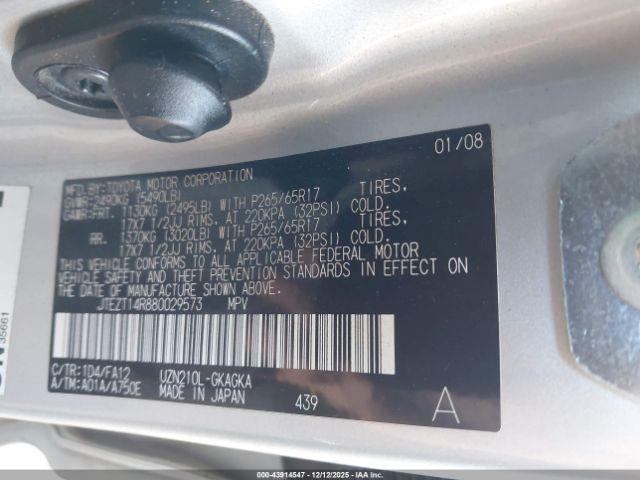 01/08
MFD.BY:TOYOTA MOTOR CORPORATION
GVWR:2490KG (5490LB)
GAWR:FRT. 1130KG (2495LB) WITH P265/65R17 TIRES,
17X7 1/2JJ RIMS, AT 220KPA (32PSI) COLD.
RR. 1370KG (3020LB) WITH P265/65R17 TIRES,
17X7 1/2JJ RIMS, AT 220KPA (32PSI) COLD.
THIS VEHICLE CONFORMS TO ALL APPLICABLE FEDERAL MOTOR
VEHICLE SAFETY AND THEFT PREVENTION STANDARDS IN EFFECT ON
THE DATE OF MANUFACTURE SHOWN ABOVE.
JTEZT14R880029573 MPV
C/TR:1D4/FA12 UZN210L-GKAGKA
A/TM:A01A/A750E MADE IN JAPAN 439 A
35661
IAA - 43914547 - 12/12/2025 - IAAI.COM